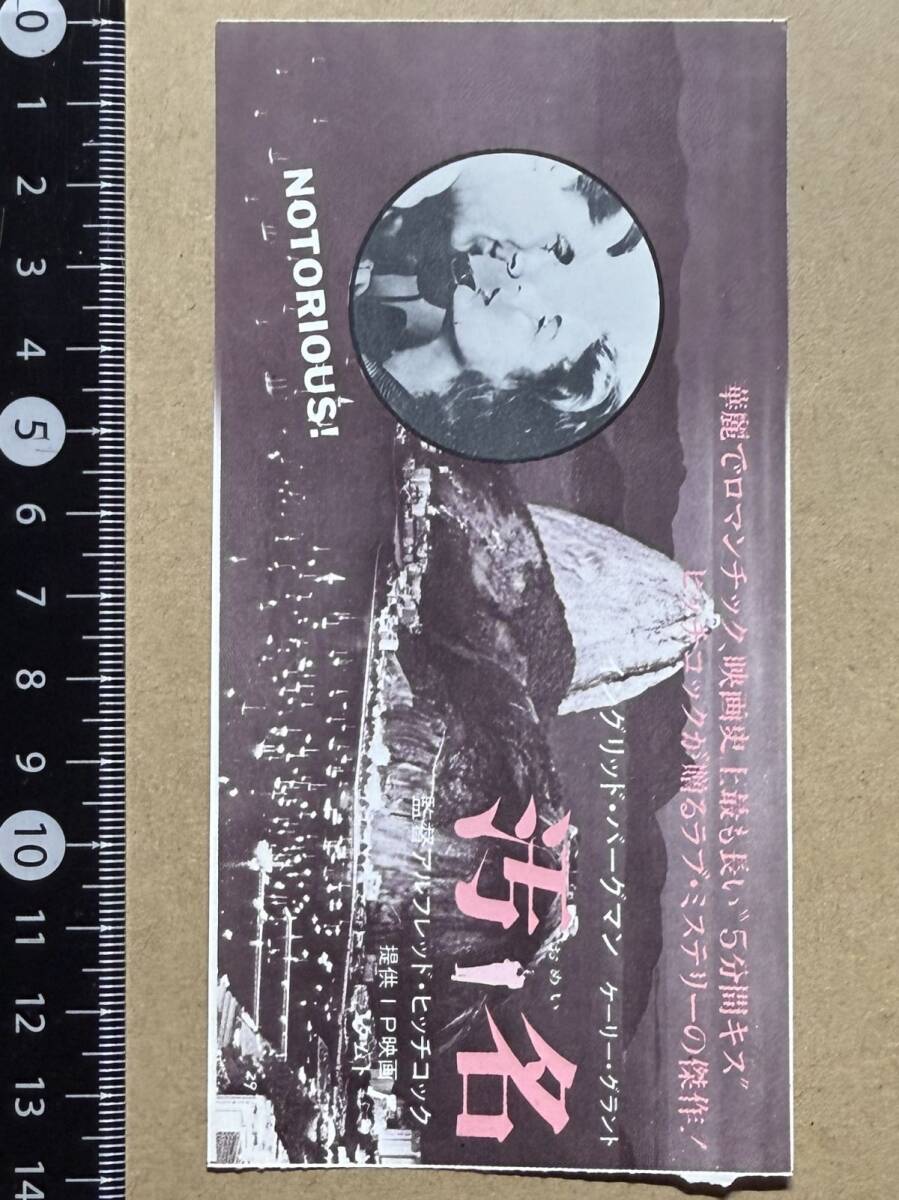 華麗でロマンチック、映画史上最も長い"5分間キス"
ヒッチコックが贈るラブ・ミステリーの傑作!
NOTORIOUS!
グリッド・バーグマン ケーリー・グラント
おめい
汚名
監督アルフレッド・ヒッチコック
提供IP映画
29
0 1 2 3 4 5 6 7 8 9 10 11 12 13 14